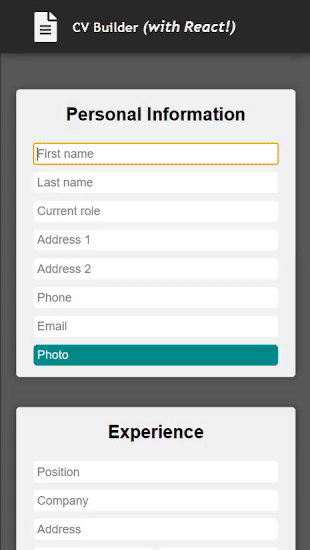 CV Builder (with React!)
Personal Information
First name
Last name
Current role
Address 1
Address 2
Phone
Email
Photo
Experience
Position
Company
Address